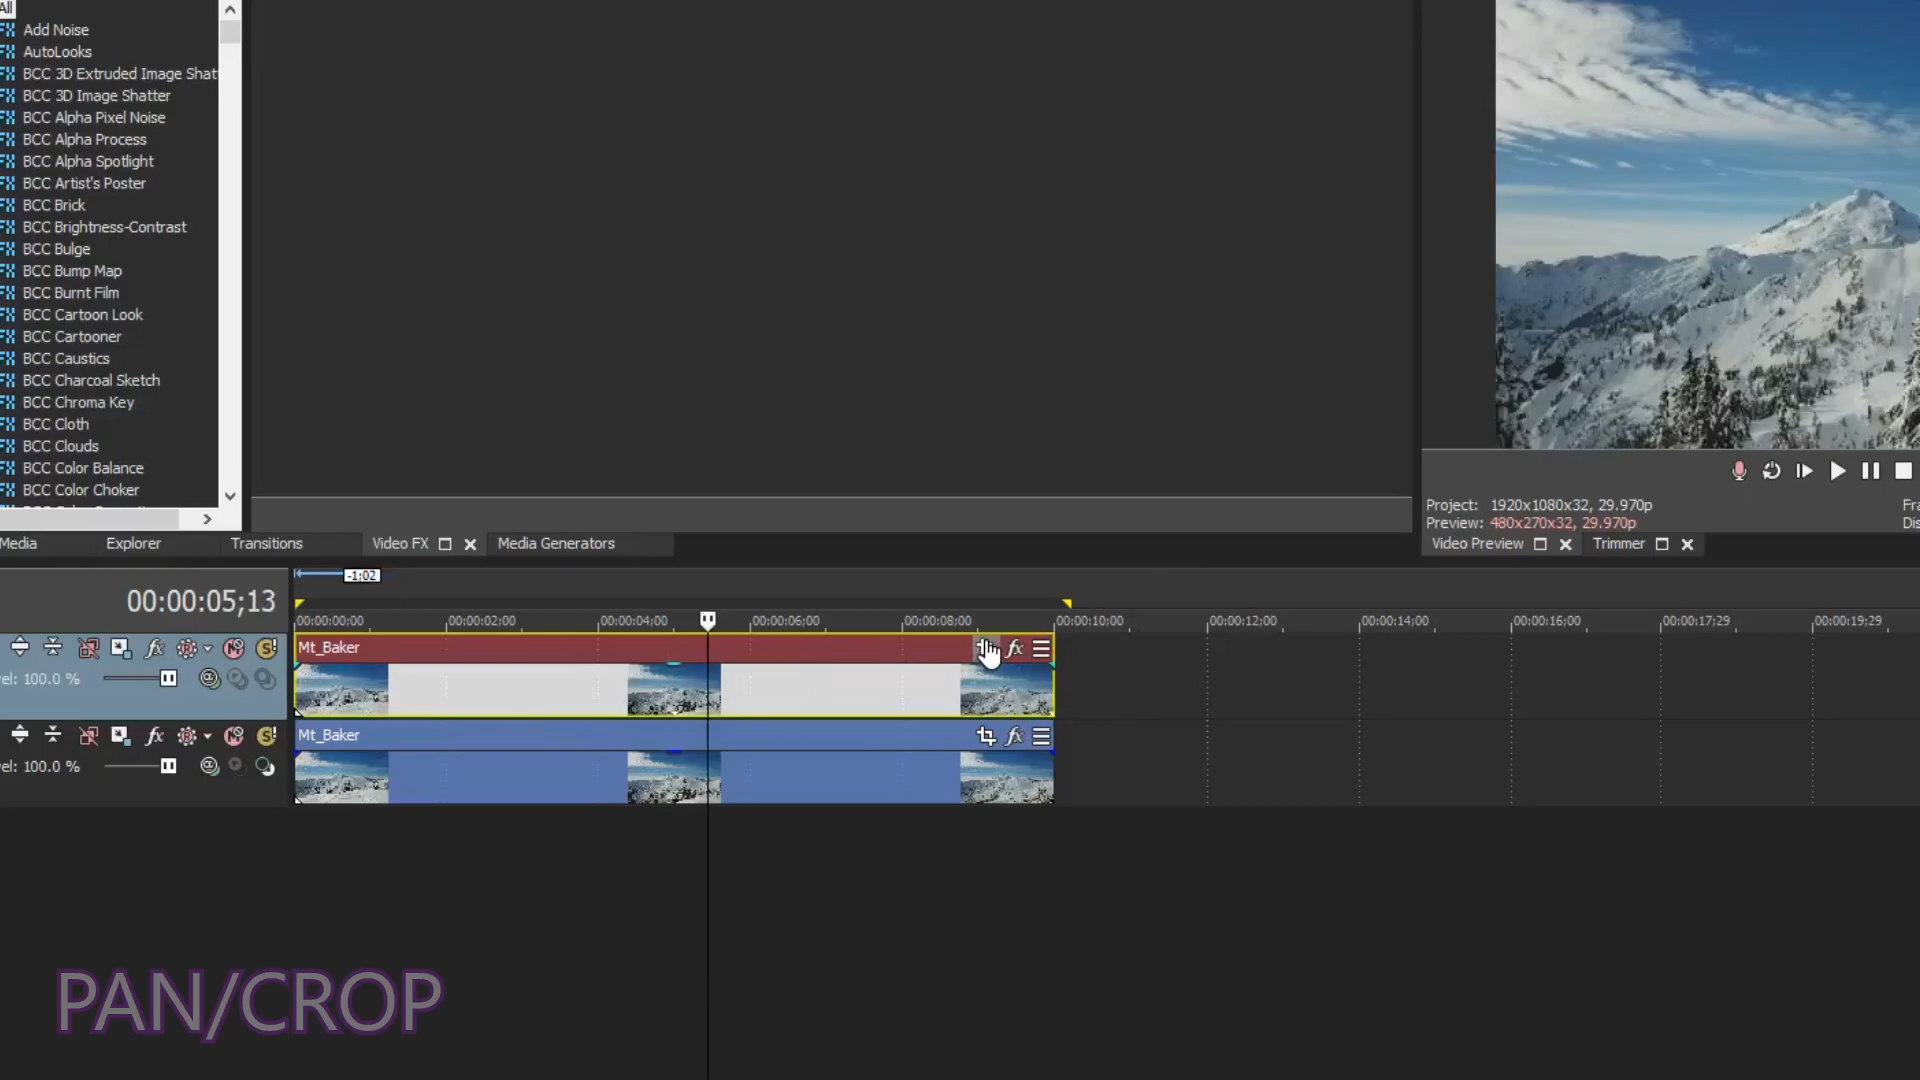 All
Add Noise
AutoLooks
BCC 3D Extruded Image Shat
BCC 3D Image Shatter
BCC Alpha Pixel Noise
BCC Alpha Process
BCC Alpha Spotlight
BCC Artist's Poster
BCC Brick
BCC Brightness-Contrast
BCC Bulge
BCC Bump Map
BCC Burnt Film
BCC Cartoon Look
BCC Cartooner
BCC Caustics
BCC Charcoal Sketch
BCC Chroma Key
BCC Cloth
BCC Clouds
BCC Color Balance
BCC Color Choker
Project: 1920x1080x32, 29.970p Fra
Preview: 480x270x32, 29.970p Dis
Media Explorer Transitions Video FX Media Generators
Video Preview Trimmer
-1;02
00:00:05;13
00:00:00;00 00:00:02;00 00:00:04;00 00:00:06;00 00:00:08;00 00:00:10;00 00:00:12;00 00:00:14;00 00:00:16;00 00:00:17;29 00:00:19;29
Mt_Baker
el: 100.0 %
Mt_Baker
el: 100.0 %
PAN/CROP